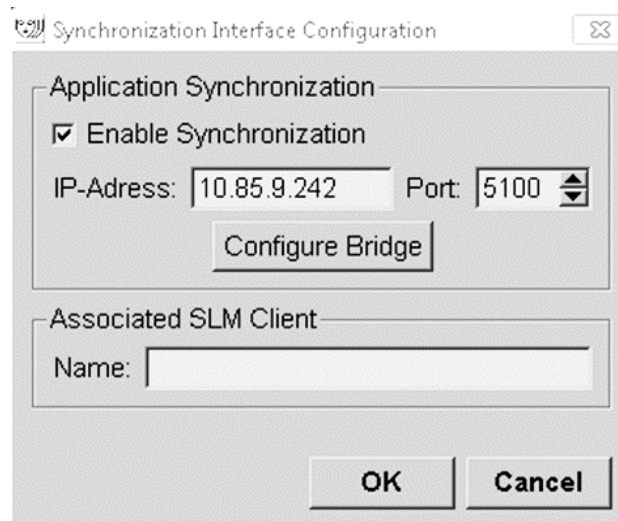 Synchronization Interface Configuration
Application Synchronization
Enable Synchronization
IP-Adress: 10.85.9.242 Port: 5100
Configure Bridge
Associated SLM Client
Name:
OK Cancel